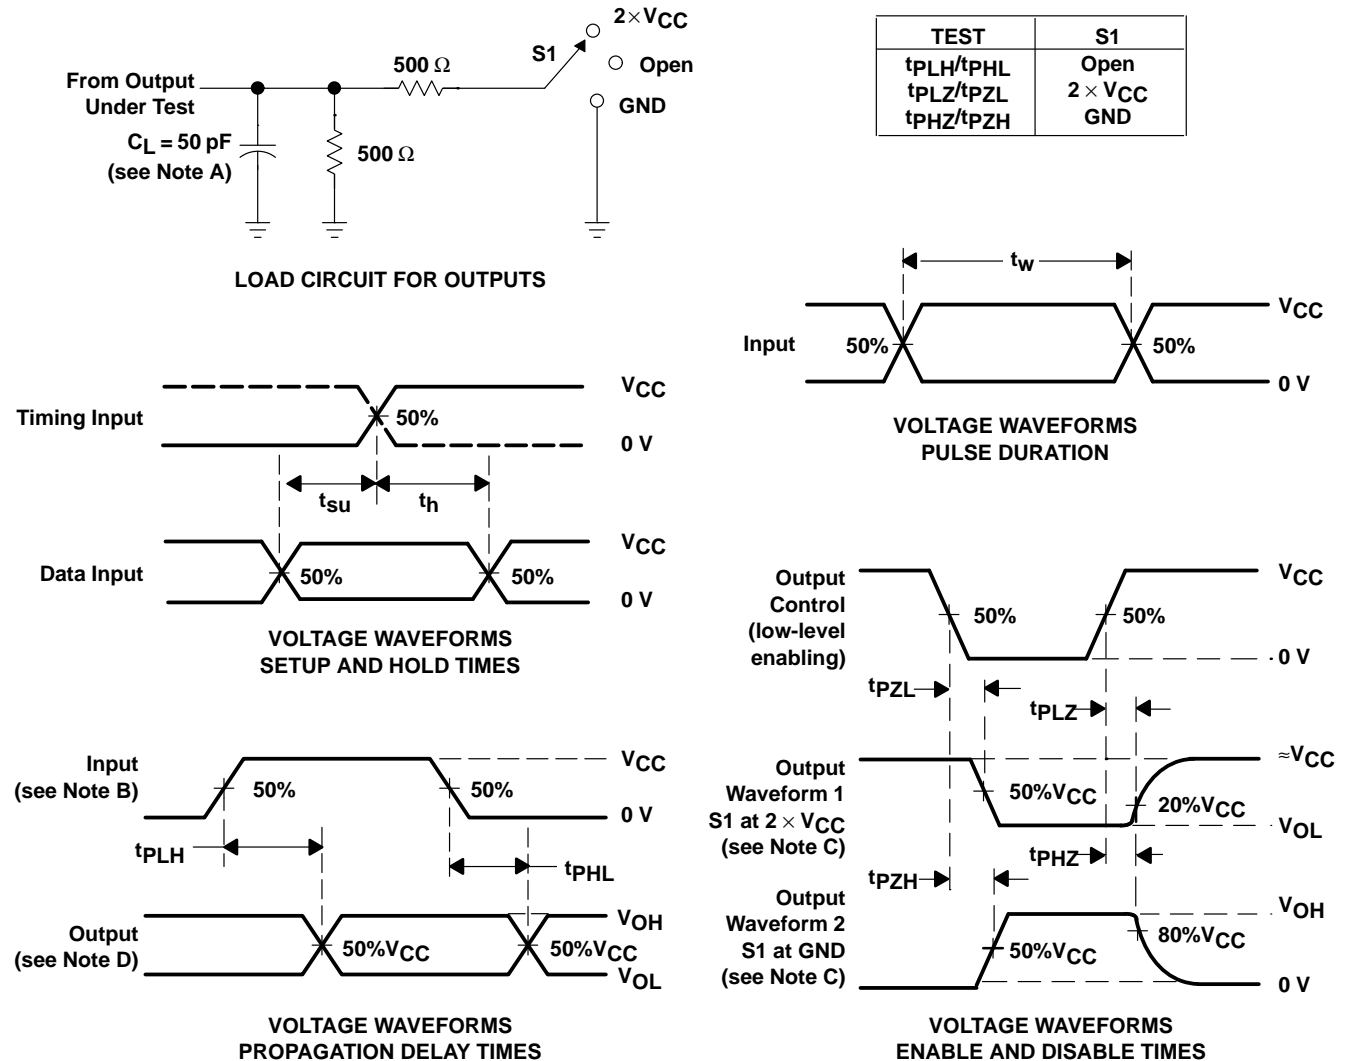 2 × VCC
S1
Open
GND
500 Ω
From Output
Under Test
CL = 50 pF
(see Note A)
500 Ω
LOAD CIRCUIT FOR OUTPUTS
TEST S1
tPLH/tPHL Open
tPLZ/tPZL 2 × VCC
tPHZ/tPZH GND
tw
VCC
Input 50% 50%
0 V
VOLTAGE WAVEFORMS
PULSE DURATION
VCC
Timing Input 50%
0 V
tsu th
VCC
Data Input 50% 50%
0 V
VOLTAGE WAVEFORMS
SETUP AND HOLD TIMES
Input
(see Note B)
50% 50%
VCC
0 V
tPLH
tPHL
VOH
Output
(see Note D)
50%VCC 50%VCC
VOL
VOLTAGE WAVEFORMS
PROPAGATION DELAY TIMES
Output
Control
(low-level
enabling)
50% 50%
VCC
0 V
tPZL
tPLZ
Output
Waveform 1
S1 at 2 × VCC
(see Note C)
50%VCC 20%VCC
≈VCC
VOL
tPHZ
tPZH
Output
Waveform 2
S1 at GND
(see Note C)
50%VCC 80%VCC
VOH
0 V
VOLTAGE WAVEFORMS
ENABLE AND DISABLE TIMES